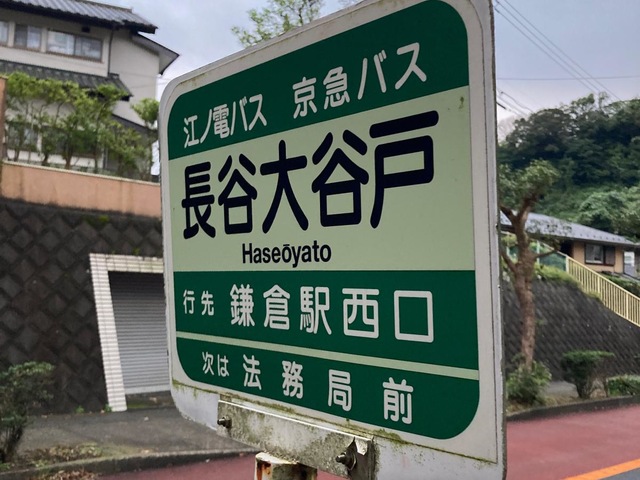 江ノ電バス 京急バス
長谷大谷戸
Haseōyato
行先 鎌倉駅西口
次は 法務局前